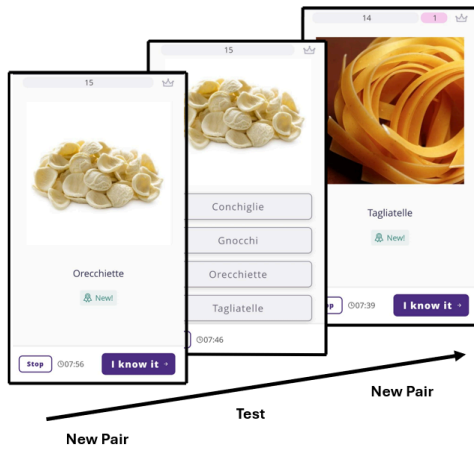 15
Orecchiette
New!
Stop
07:56
I know it
15
Conchiglie
Gnocchi
Orecchiette
Tagliatelle
07:46
14
1
Tagliatelle
New!
op
07:39
I know it
New Pair
Test
New Pair